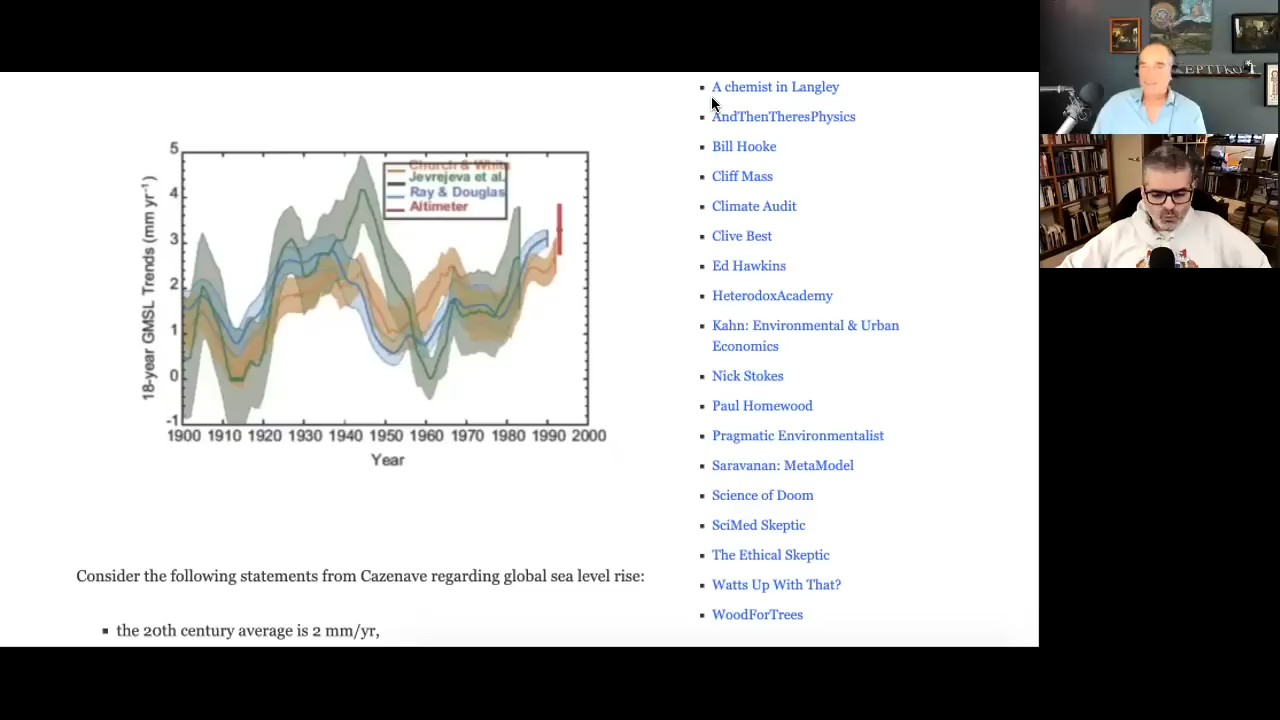 5
4
3
2
1
0
-1
18-year GMSL Trends (mm yr⁻¹)
Church & White
Jevrejeva et al.
Ray & Douglas
Altimeter
1900 1910 1920 1930 1940 1950 1960 1970 1980 1990 2000
Year
Consider the following statements from Cazenave regarding global sea level rise:
▪ the 20th century average is 2 mm/yr,
▪ A chemist in Langley
▪ AndThenTheresPhysics
▪ Bill Hooke
▪ Cliff Mass
▪ Climate Audit
▪ Clive Best
▪ Ed Hawkins
▪ HeterodoxAcademy
▪ Kahn: Environmental & Urban
Economics
▪ Nick Stokes
▪ Paul Homewood
▪ Pragmatic Environmentalist
▪ Saravanan: MetaModel
▪ Science of Doom
▪ SciMed Skeptic
▪ The Ethical Skeptic
▪ Watts Up With That?
▪ WoodForTrees